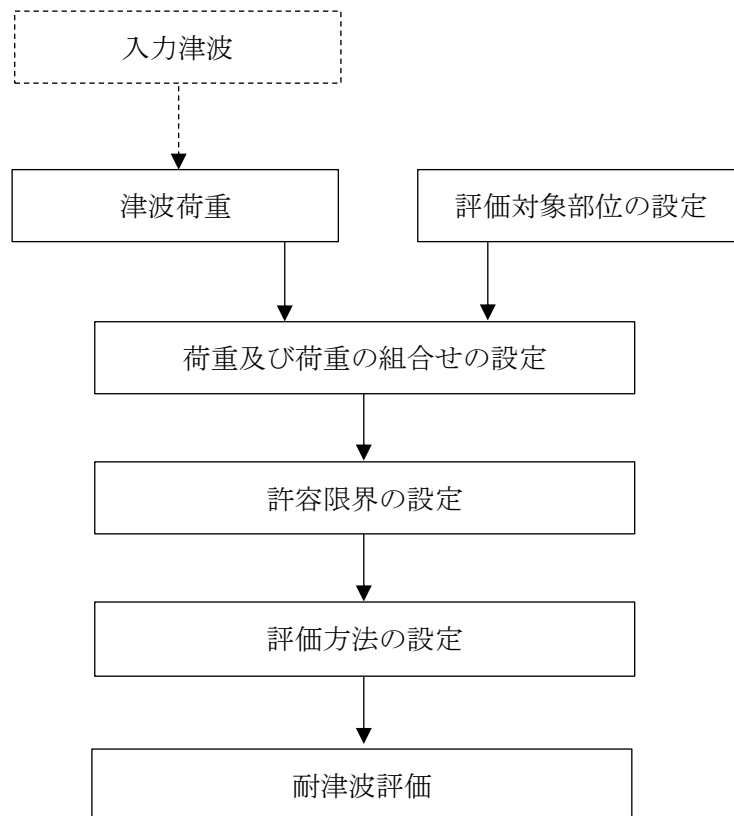 入力津波
津波荷重
評価対象部位の設定
荷重及び荷重の組合せの設定
許容限界の設定
評価方法の設定
耐津波評価